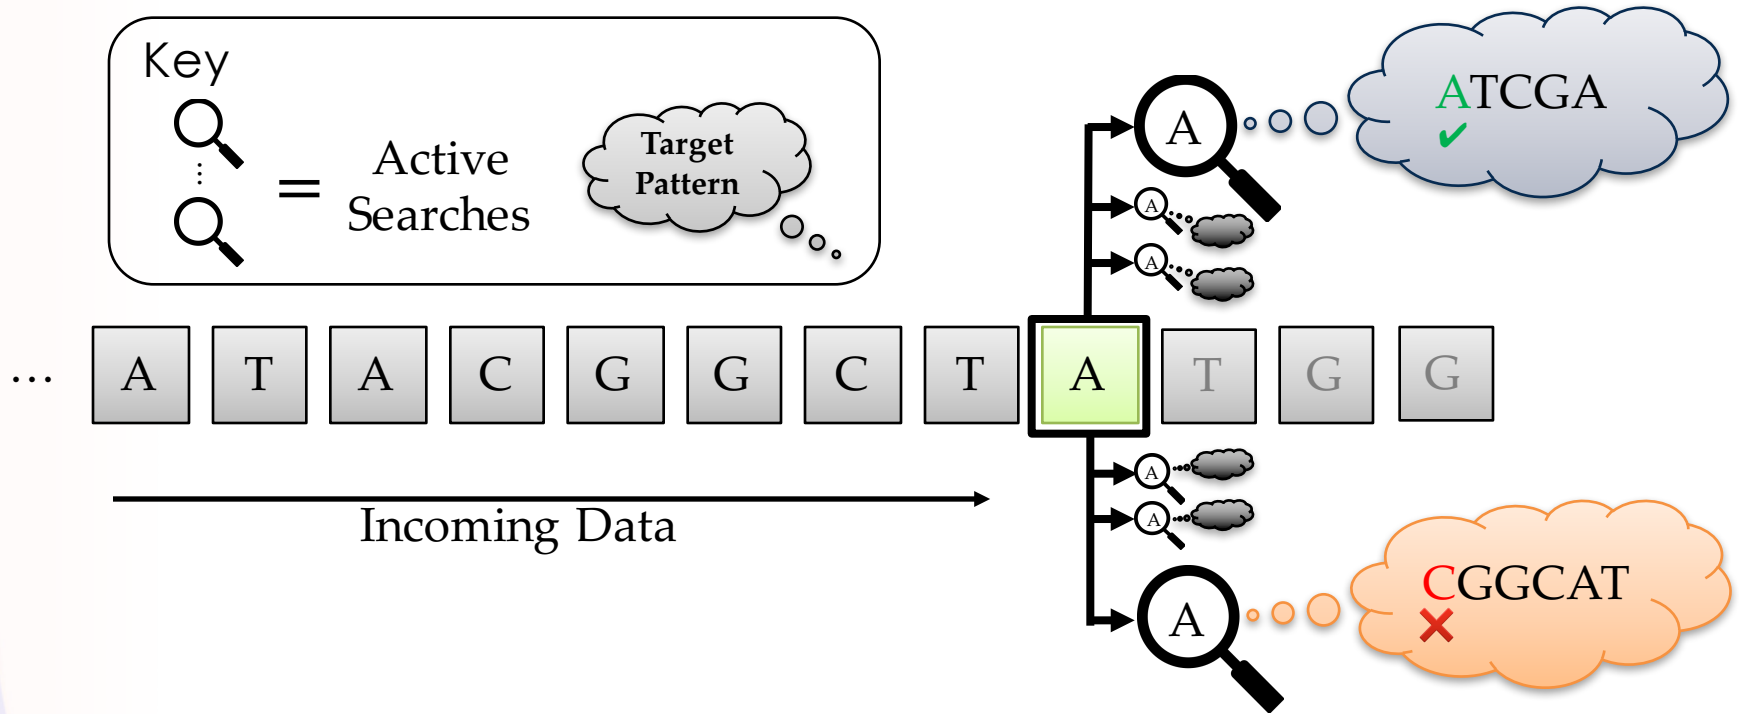 Key
Active
Searches
=
Target
Pattern
A
ATCGA
A
A
... A T A C G G C T A T G G
A
A
Incoming Data
A
CGGCAT